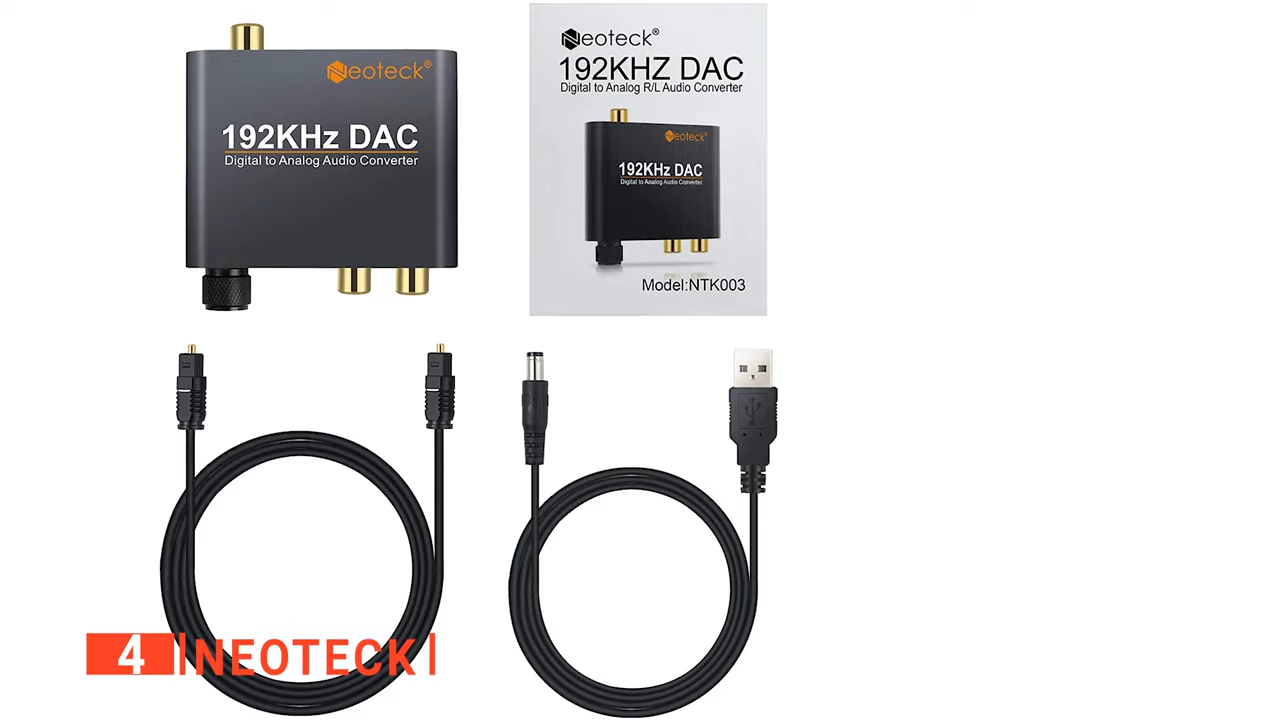 Neoteck®
192KHz DAC
Digital to Analog Audio Converter
Neoteck®
192KHZ DAC
Digital to Analog R/L Audio Converter
Neoteck®
192KHz DAC
Digital to Analog Audio Converter
Model:NTK003
4 NEOTECK